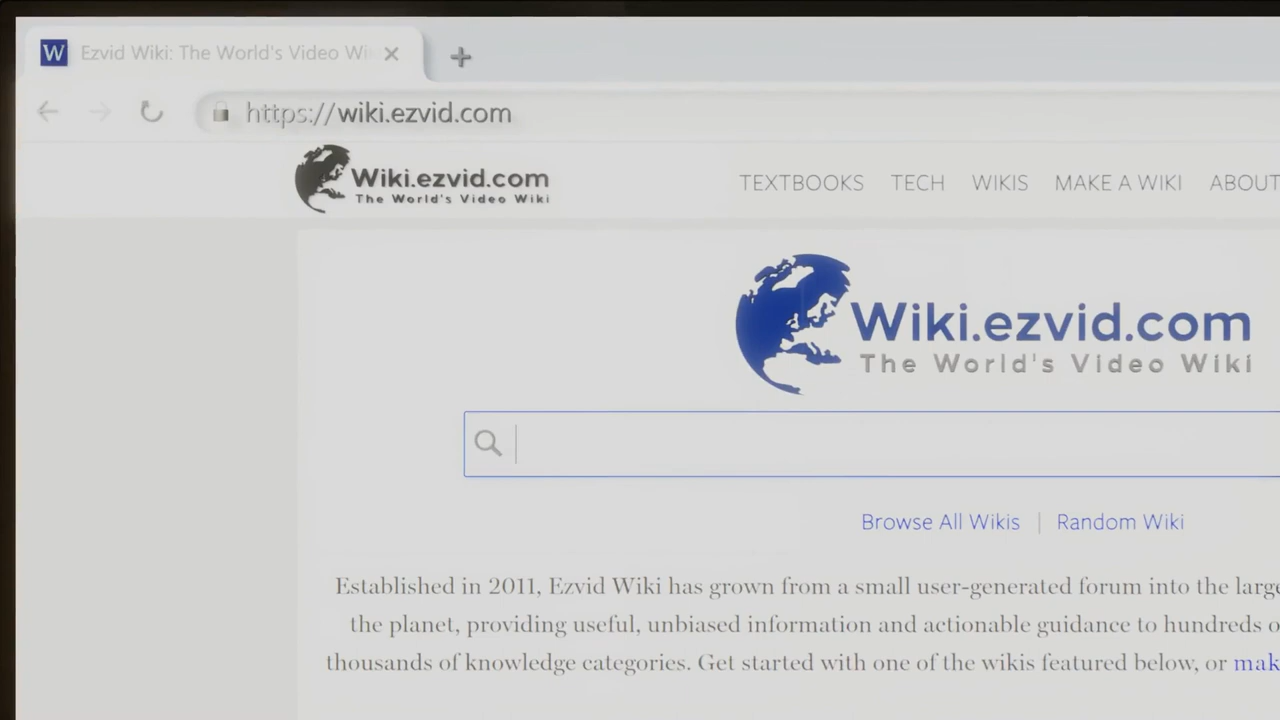 W Ezvid Wiki: The World's Video Wi
https://wiki.ezvid.com
Wiki.ezvid.com
The World's Video Wiki
TEXTBOOKS TECH WIKIS MAKE A WIKI ABOUT
Wiki.ezvid.com
The World's Video Wiki
Browse All Wikis | Random Wiki
Established in 2011, Ezvid Wiki has grown from a small user-generated forum into the large
the planet, providing useful, unbiased information and actionable guidance to hundreds o
thousands of knowledge categories. Get started with one of the wikis featured below, or mak